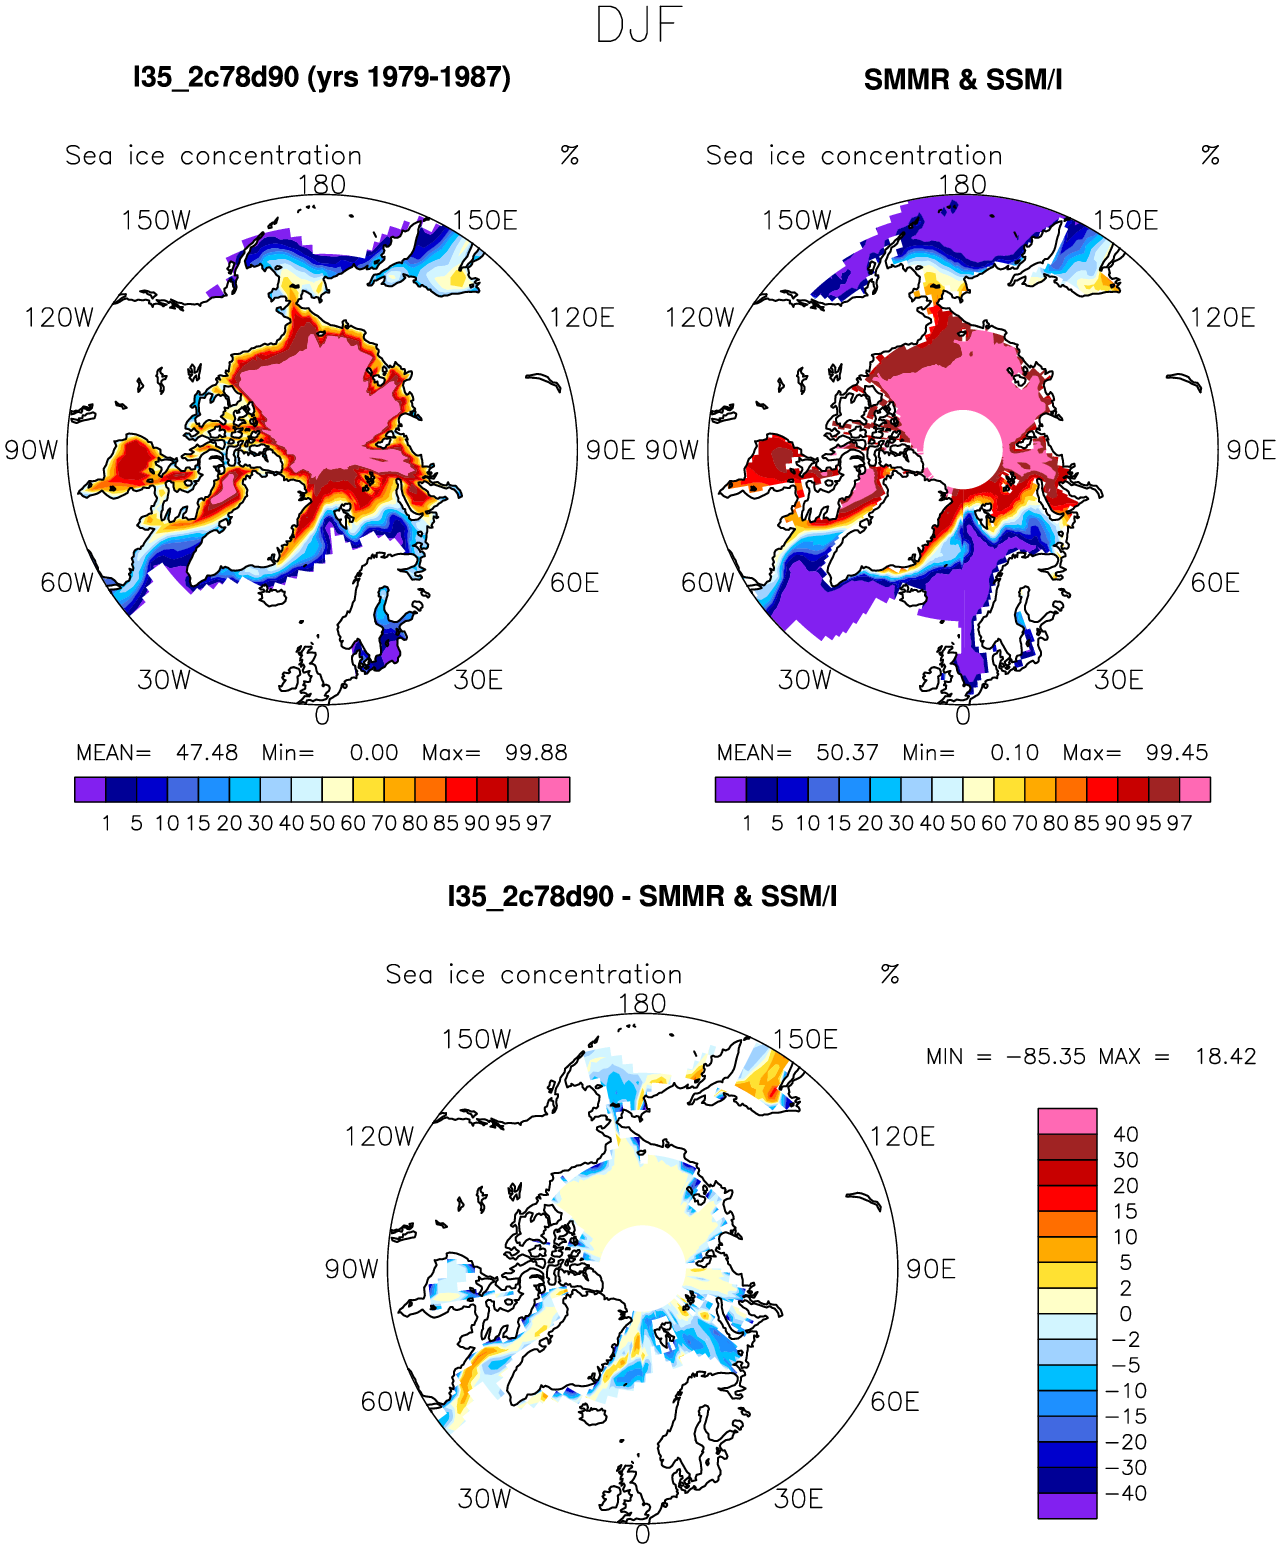 DJF
I35_2c78d90 (yrs 1979-1987)
SMMR & SSM/I
Sea ice concentration %
Sea ice concentration %
180
150W 150E
120W 120E
90W 90E
60W 60E
30W 30E
0
180
150W 150E
120W 120E
90W 90E
60W 60E
30W 30E
0
MEAN= 47.48 Min= 0.00 Max= 99.88
1 5 10 15 20 30 40 50 60 70 80 85 90 95 97
MEAN= 50.37 Min= 0.10 Max= 99.45
1 5 10 15 20 30 40 50 60 70 80 85 90 95 97
I35_2c78d90 - SMMR & SSM/I
Sea ice concentration %
180
150W 150E
120W 120E
90W 90E
60W 60E
30W 30E
0
MIN = -85.35 MAX = 18.42
40
30
20
15
10
5
2
0
-2
-5
-10
-15
-20
-30
-40